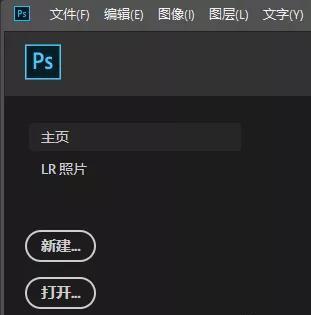 Ps 文件(F) 编辑(E) 图像(I) 图层(L) 文字(Y)
Ps
主页
LR 照片
新建...
打开...